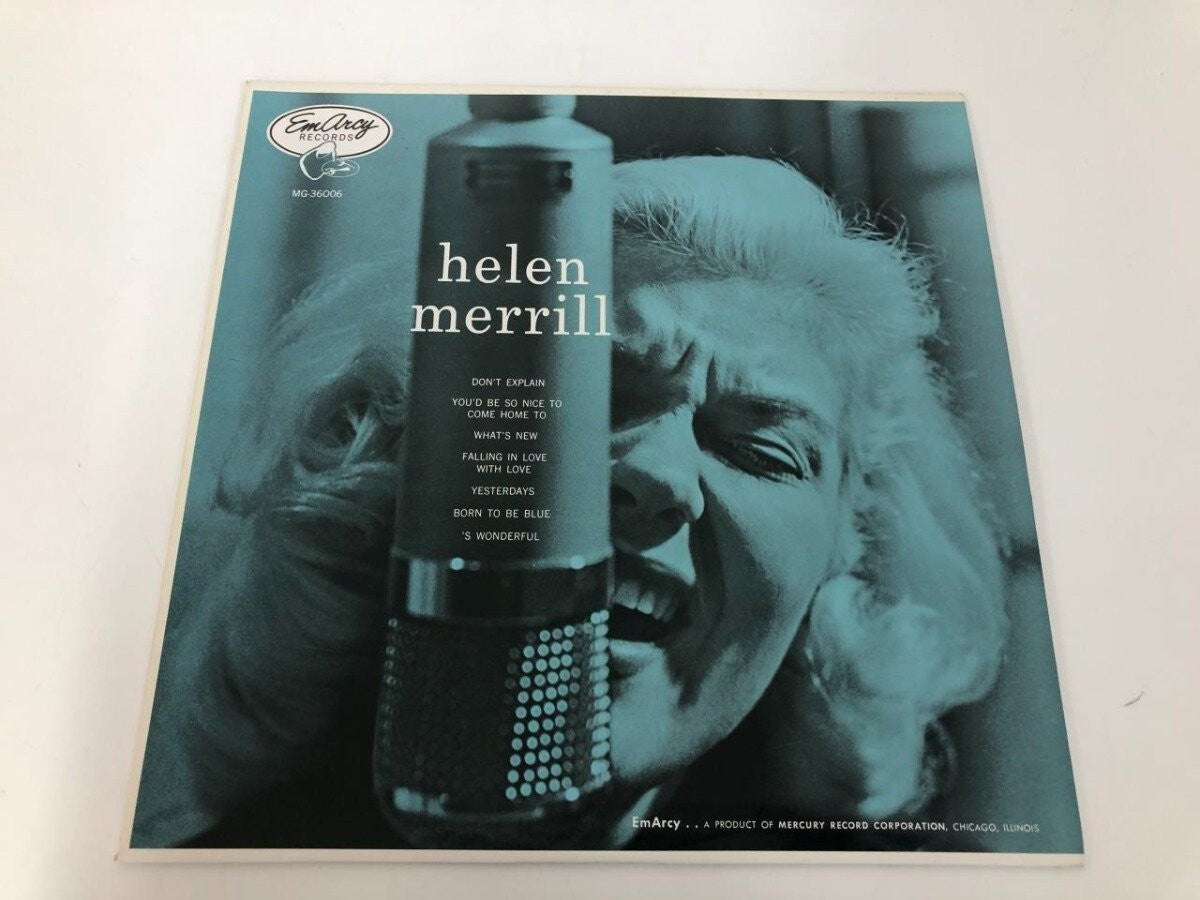 EmArcy
RECORDS
MG-36006
helen
merrill
DON'T EXPLAIN
YOU'D BE SO NICE TO
COME HOME TO
WHAT'S NEW
FALLING IN LOVE
WITH LOVE
YESTERDAYS
BORN TO BE BLUE
'S WONDERFUL
EmArcy . . A PRODUCT OF MERCURY RECORD CORPORATION, CHICAGO, ILLINOIS